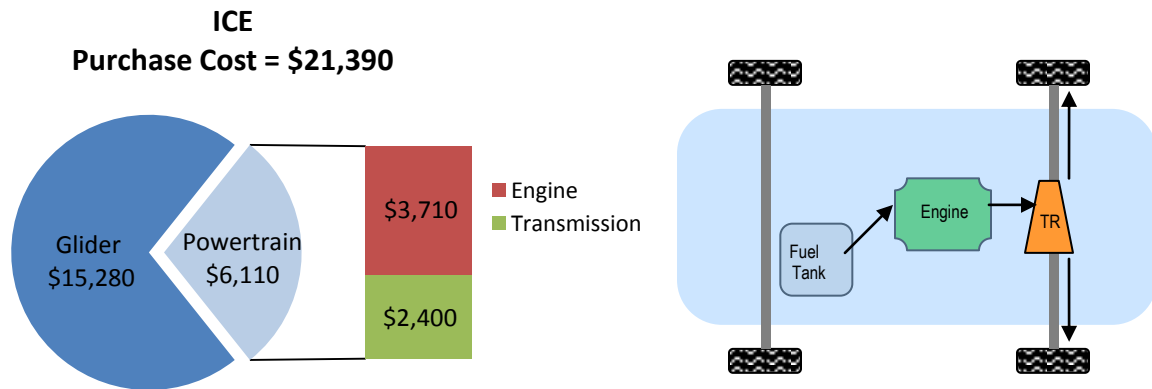 ICE
Purchase Cost = $21,390
Glider
$15,280
Powertrain
$6,110
$3,710
$2,400
Engine
Transmission
Fuel
Tank
Engine
TR